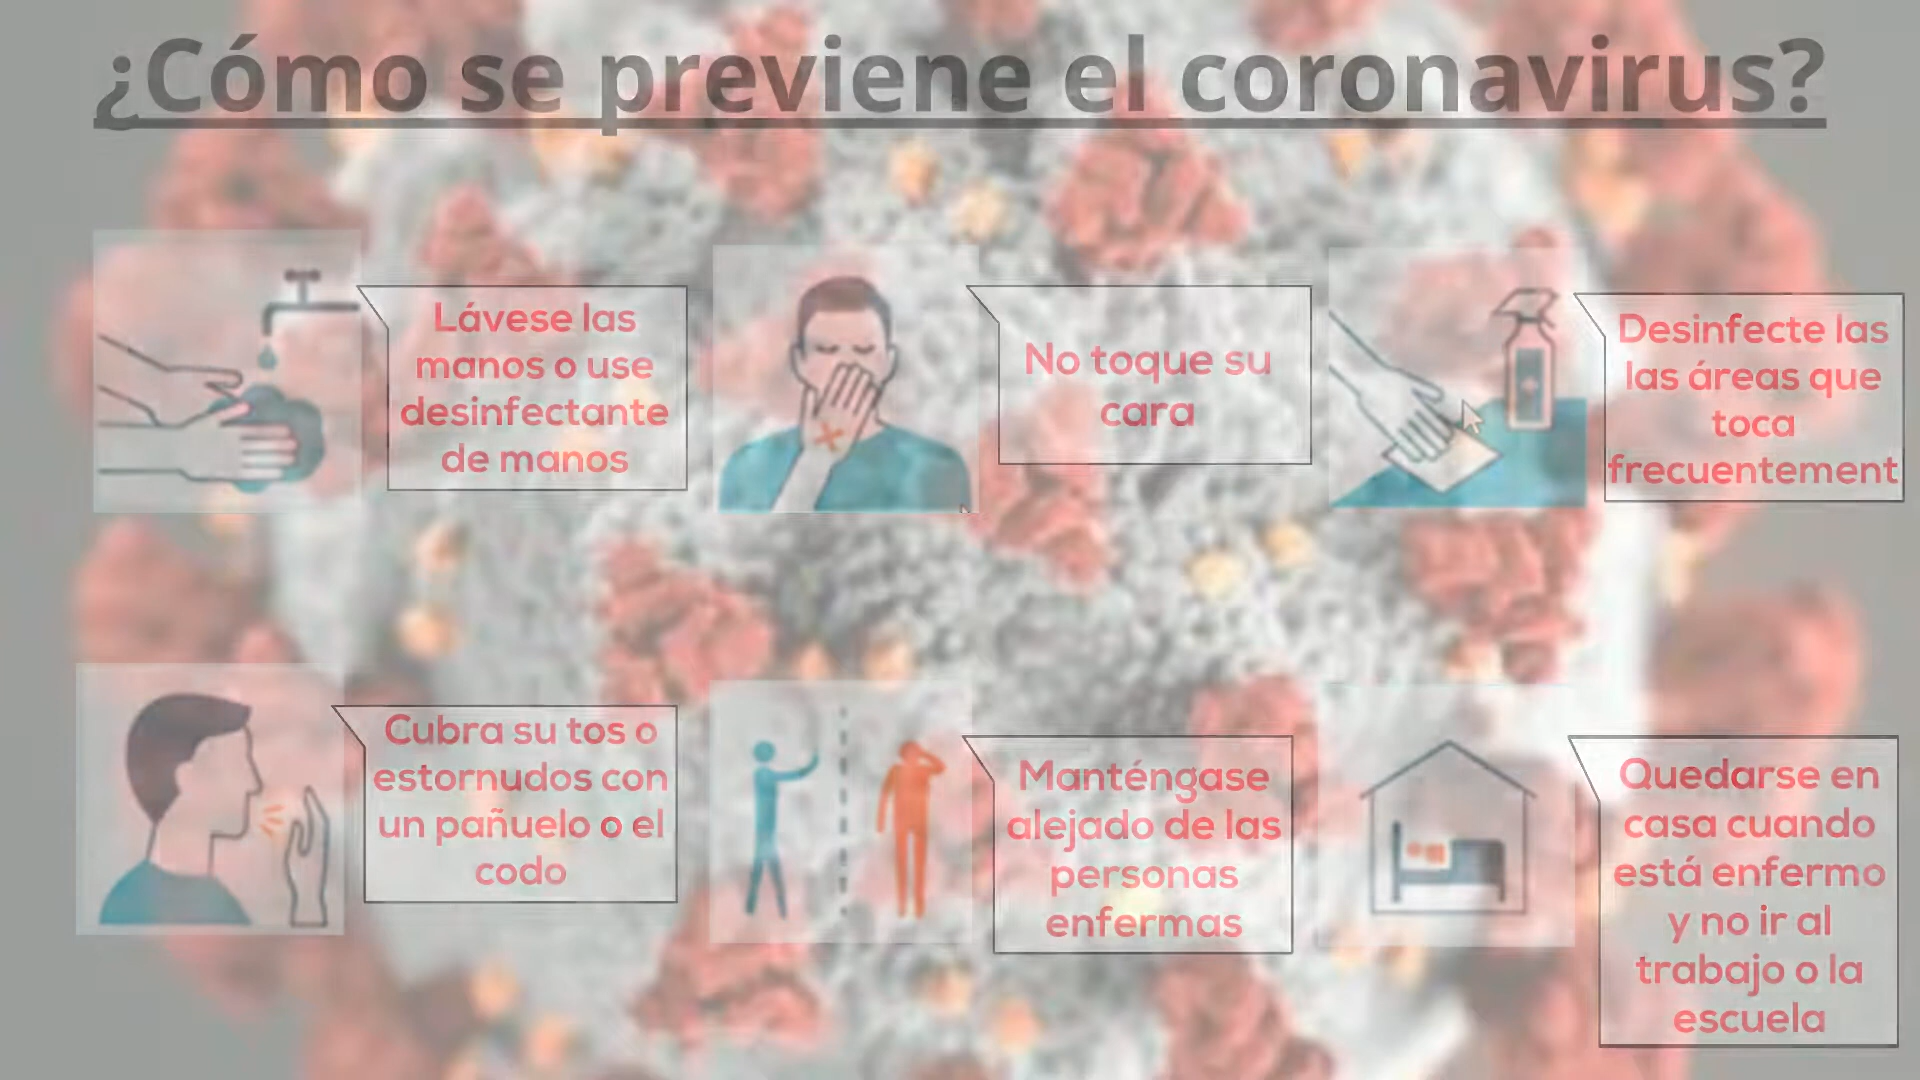 ¿Cómo se previene el coronavirus?
Lávese las
manos o use
desinfectante
de manos
No toque su
cara
Desinfecte las
las áreas que
toca
frecuentement
Cubra su tos o
estornudos con
un pañuelo o el
codo
Manténgase
alejado de las
personas
enfermas
Quedarse en
casa cuando
está enfermo
y no ir al
trabajo o la
escuela